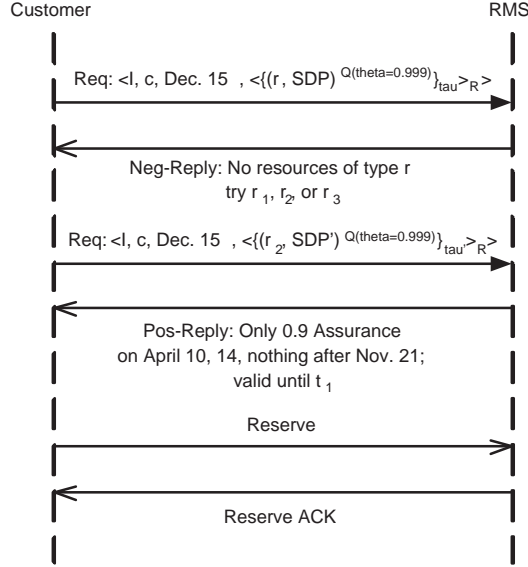 Customer RMS
Req: <I, c, Dec. 15 , <{(r , SDP) Q(theta=0.999)}tau>R>
Neg-Reply: No resources of type r
try r 1, r 2, or r 3
Req: <I, c, Dec. 15 , <{(r 2, SDP') Q(theta=0.999)}tau'>R>
Pos-Reply: Only 0.9 Assurance
on April 10, 14, nothing after Nov. 21;
valid until t 1
Reserve
Reserve ACK